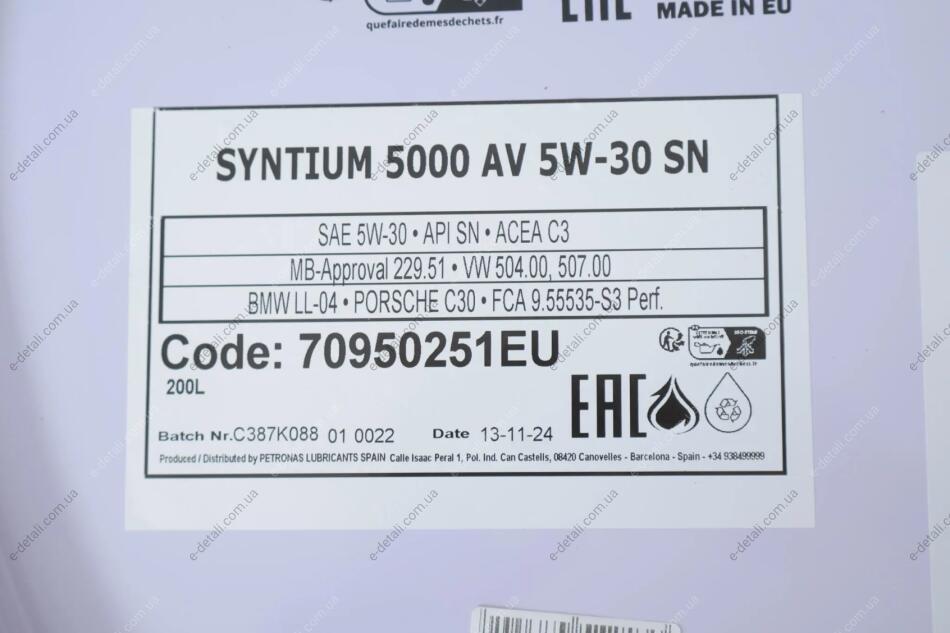 quefairedemesdechets.fr
EAC
MADE IN EU
SYNTIUM 5000 AV 5W-30 SN
SAE 5W-30 • API SN • ACEA C3
MB-Approval 229.51 • VW 504.00, 507.00
BMW LL-04 • PORSCHE C30 • FCA 9.55535-S3 Perf.
Code: 70950251EU
200L
quefairedemesdechets.fr
EAC
Batch Nr.C387K088 01 0022 Date 13-11-24
Produced / Distributed by PETRONAS LUBRICANTS SPAIN Calle Isaac Peral 1, Pol. Ind. Can Castells, 08420 Canovelles - Barcelona - Spain - +34 938499999
e-detali.com.ua